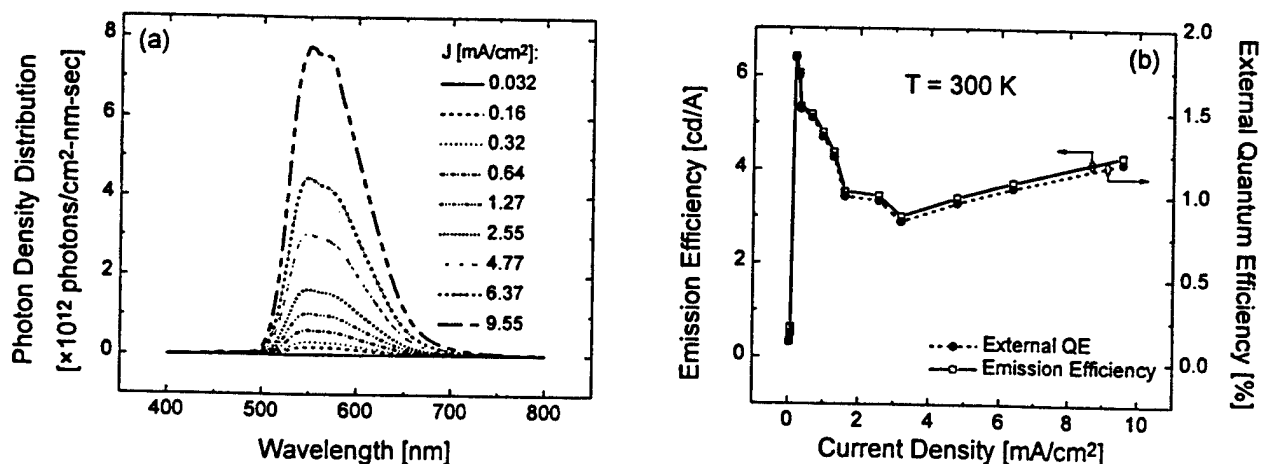 (a)
J [mA/cm²]:
0.032
0.16
0.32
0.64
1.27
2.55
4.77
6.37
9.55
8
6
4
2
0
400
500
600
700
800
Wavelength [nm]
Photon Density Distribution
[×10¹² photons/cm²-nm-sec]
(b)
T = 300 K
External QE
Emission Efficiency
6
4
2
0
2.0
1.5
1.0
0.5
0.0
0
2
4
6
8
10
Current Density [mA/cm²]
Emission Efficiency [cd/A]
External Quantum Efficiency [%]